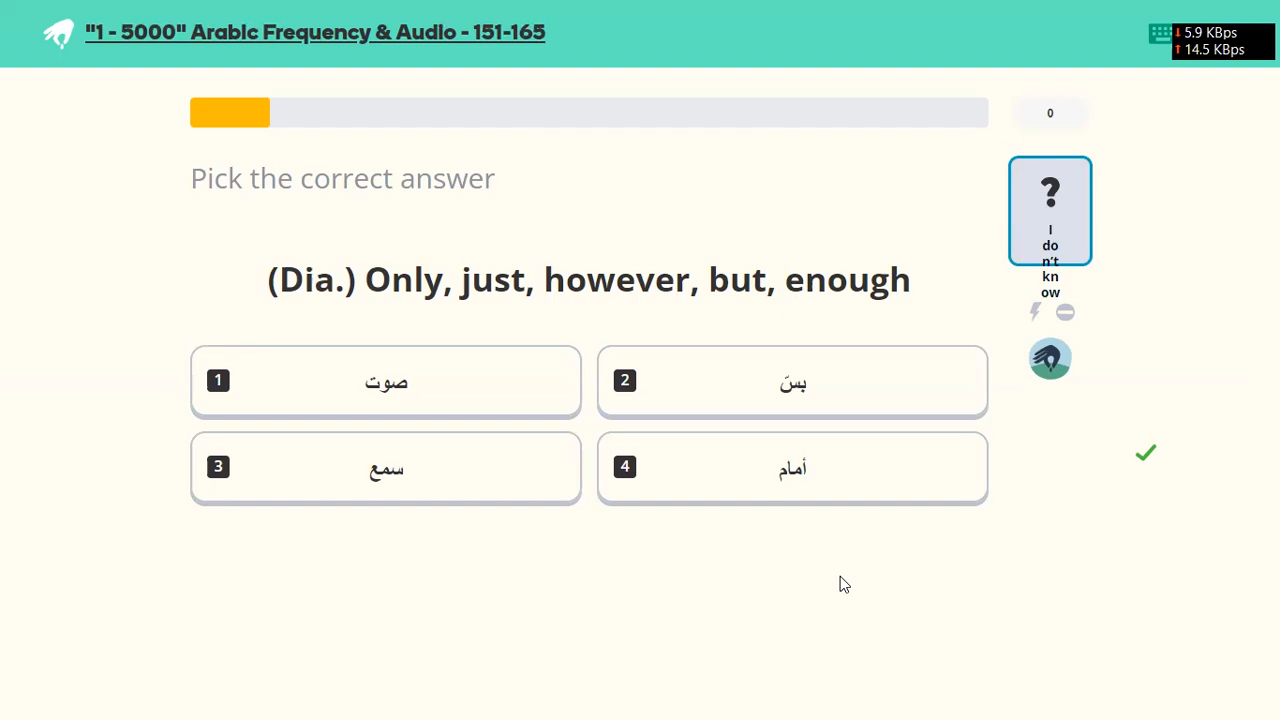 "1 - 5000" Arabic Frequency & Audio - 151-165
5.9 KBps
14.5 KBps
0
Pick the correct answer
?
I
do
n't
kn
ow
(Dia.) Only, just, however, but, enough
1 صوت
2 بسّ
3 سمع
4 أمام